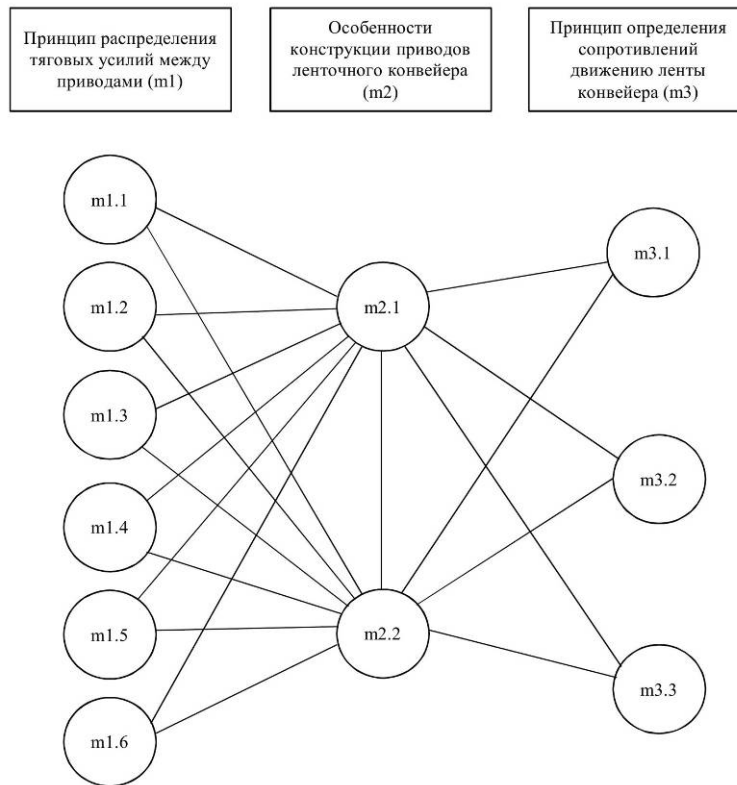 Принцип распределения
тяговых усилий между
приводами (m1)
Особенности
конструкции приводов
ленточного конвейера
(m2)
Принцип определения
сопротивлений
движению ленты
конвейера (m3)
m1.1
m1.2
m1.3
m1.4
m1.5
m1.6
m2.1
m2.2
m3.1
m3.2
m3.3